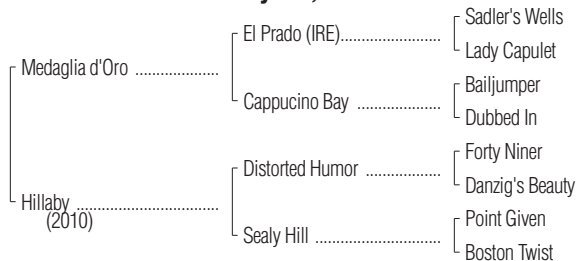 Sadler's Wells
El Prado (IRE).......................
Lady Capulet
Medaglia d'Oro ...................
Bailjumper
Cappucino Bay ...................
Dubbed In
Forty Niner
Distorted Humor .................
Danzig's Beauty
Hillaby ................................
(2010)
Point Given
Sealy Hill .............................
Boston Twist